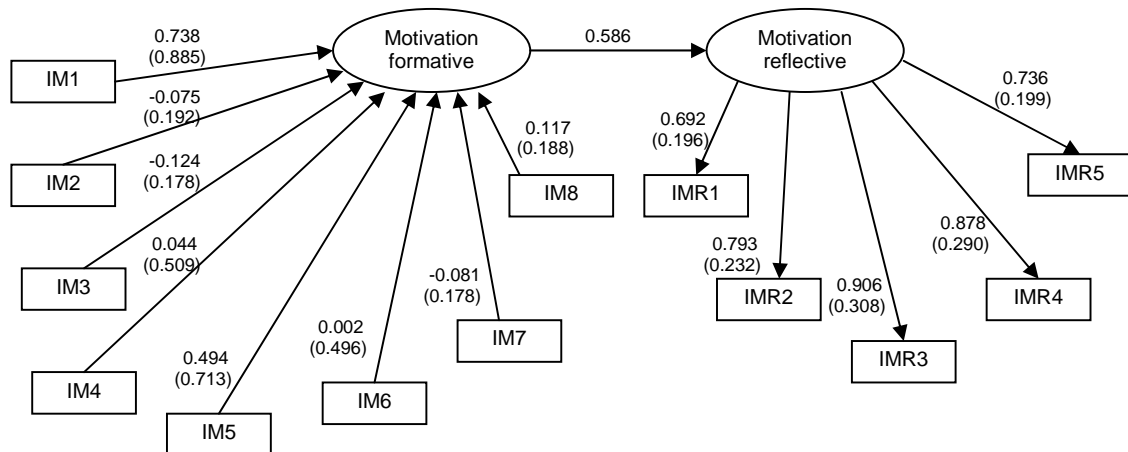 0.738
(0.885)
Motivation
formative
0.586
Motivation
reflective
IM1
-0.075
(0.192)
0.736
(0.199)
0.692
(0.196)
0.117
(0.188)
IM2
-0.124
(0.178)
IM8
IMR1
IMR5
0.044
(0.509)
0.878
(0.290)
0.793
(0.232)
IM3
-0.081
(0.178)
0.906
(0.308)
IMR2
IMR4
0.002
(0.496)
IM7
IMR3
0.494
(0.713)
IM4
IM6
IM5